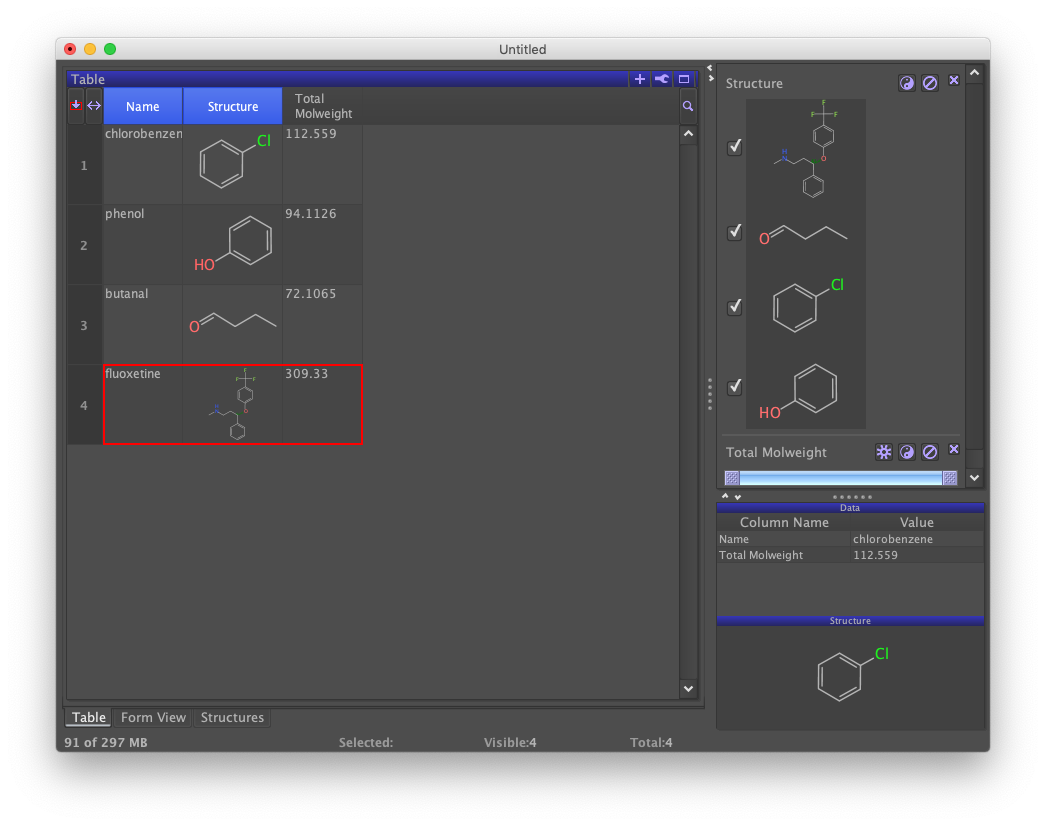 Untitled
Table
Name Structure Total
Molweight
1 chlorobenzen Cl 112.559
2 phenol HO 94.1126
3 butanal O 72.1065
4 fluoxetine 309.33
Structure
F
F F
H
N
O
O
Cl
HO
Total Molweight
Data
Column Name Value
Name chlorobenzene
Total Molweight 112.559
Structure
Cl
Table Form View Structures
91 of 297 MB Selected: Visible:4 Total:4